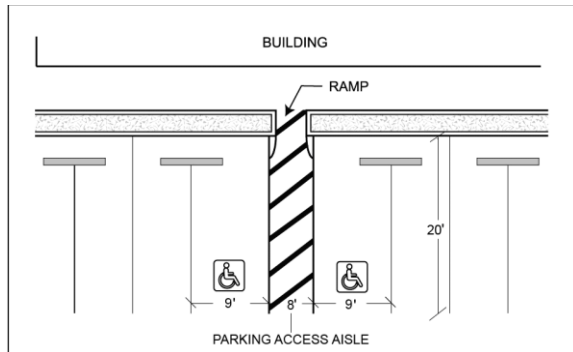 BUILDING
RAMP
20'
9'
8'
9'
PARKING ACCESS AISLE